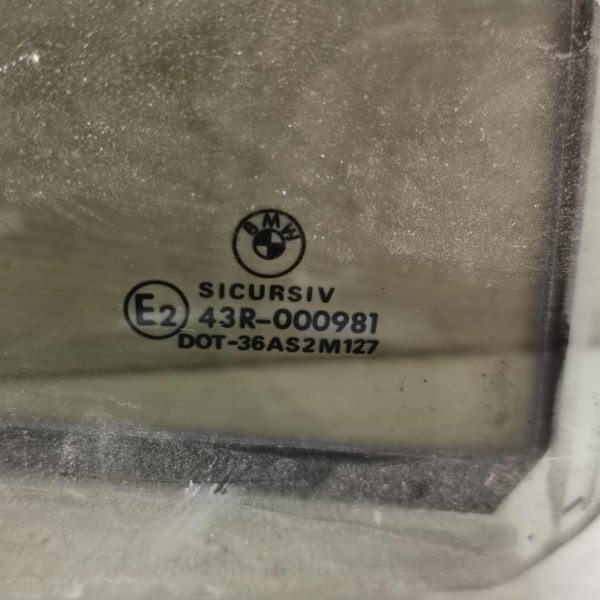 BMW
SICURSIV
E2 43R-000981
DOT-36AS2M127